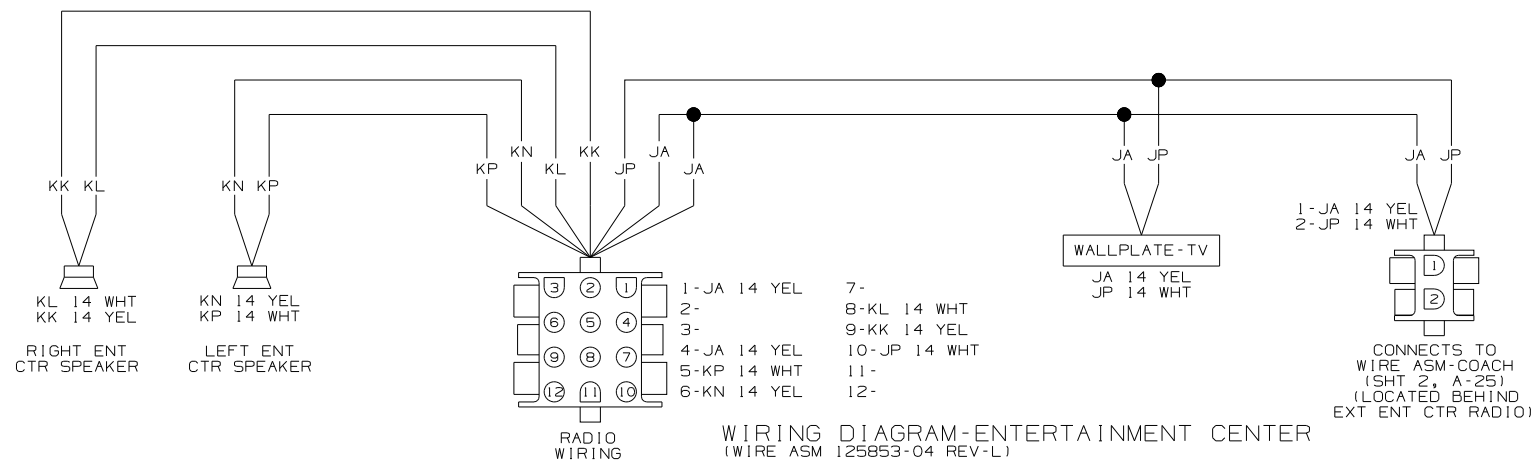 KP
KN
KL
KK
JP
JA
JA
JA JP
JA JP
KK KL
KN KP
1-JA 14 YEL
2-JP 14 WHT
WALLPLATE-TV
JA 14 YEL
JP 14 WHT
KL 14 WHT
KK 14 YEL
RIGHT ENT
CTR SPEAKER
KN 14 YEL
KP 14 WHT
LEFT ENT
CTR SPEAKER
3 2 1
6 5 4
9 8 7
12 11 10
1-JA 14 YEL
2-
3-
4-JA 14 YEL
5-KP 14 WHT
6-KN 14 YEL
7-
8-KL 14 WHT
9-KK 14 YEL
10-JP 14 WHT
11-
12-
RADIO
WIRING
1
2
CONNECTS TO
WIRE ASM-COACH
(SHT 2, A-25)
(LOCATED BEHIND
EXT ENT CTR RADIO)
WIRING DIAGRAM-ENTERTAINMENT CENTER
(WIRE ASM 125853-04 REV-L)